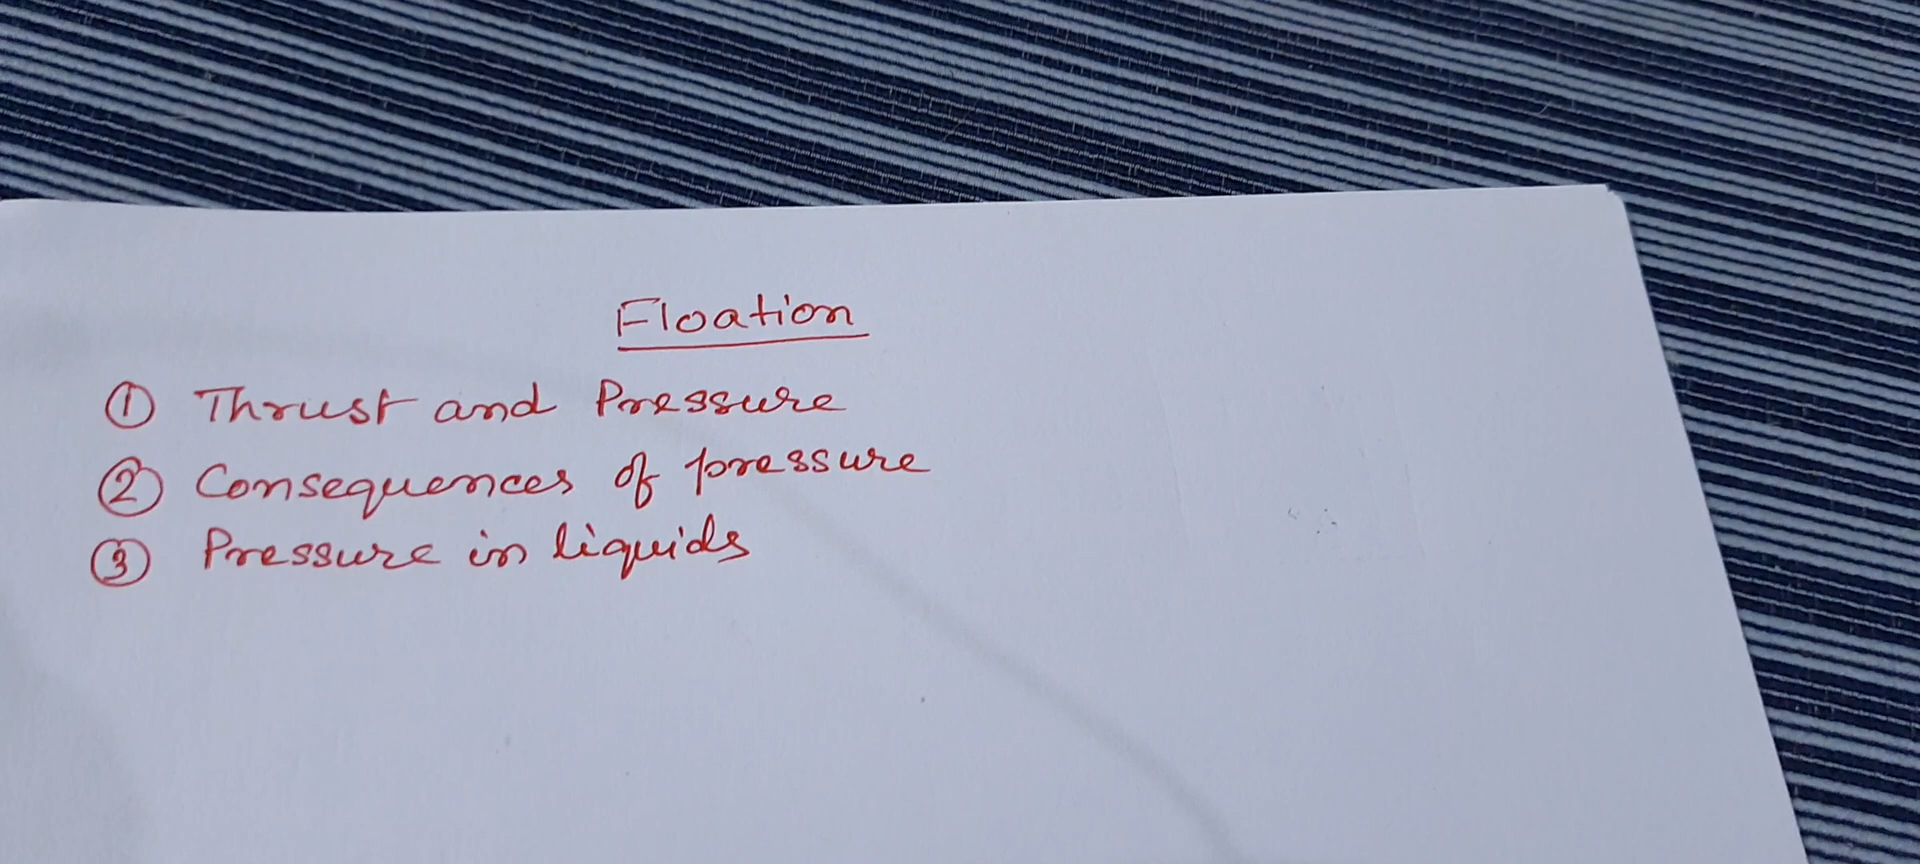 Floation
① Thrust and Pressure
② Consequences of pressure
③ Pressure in liquids